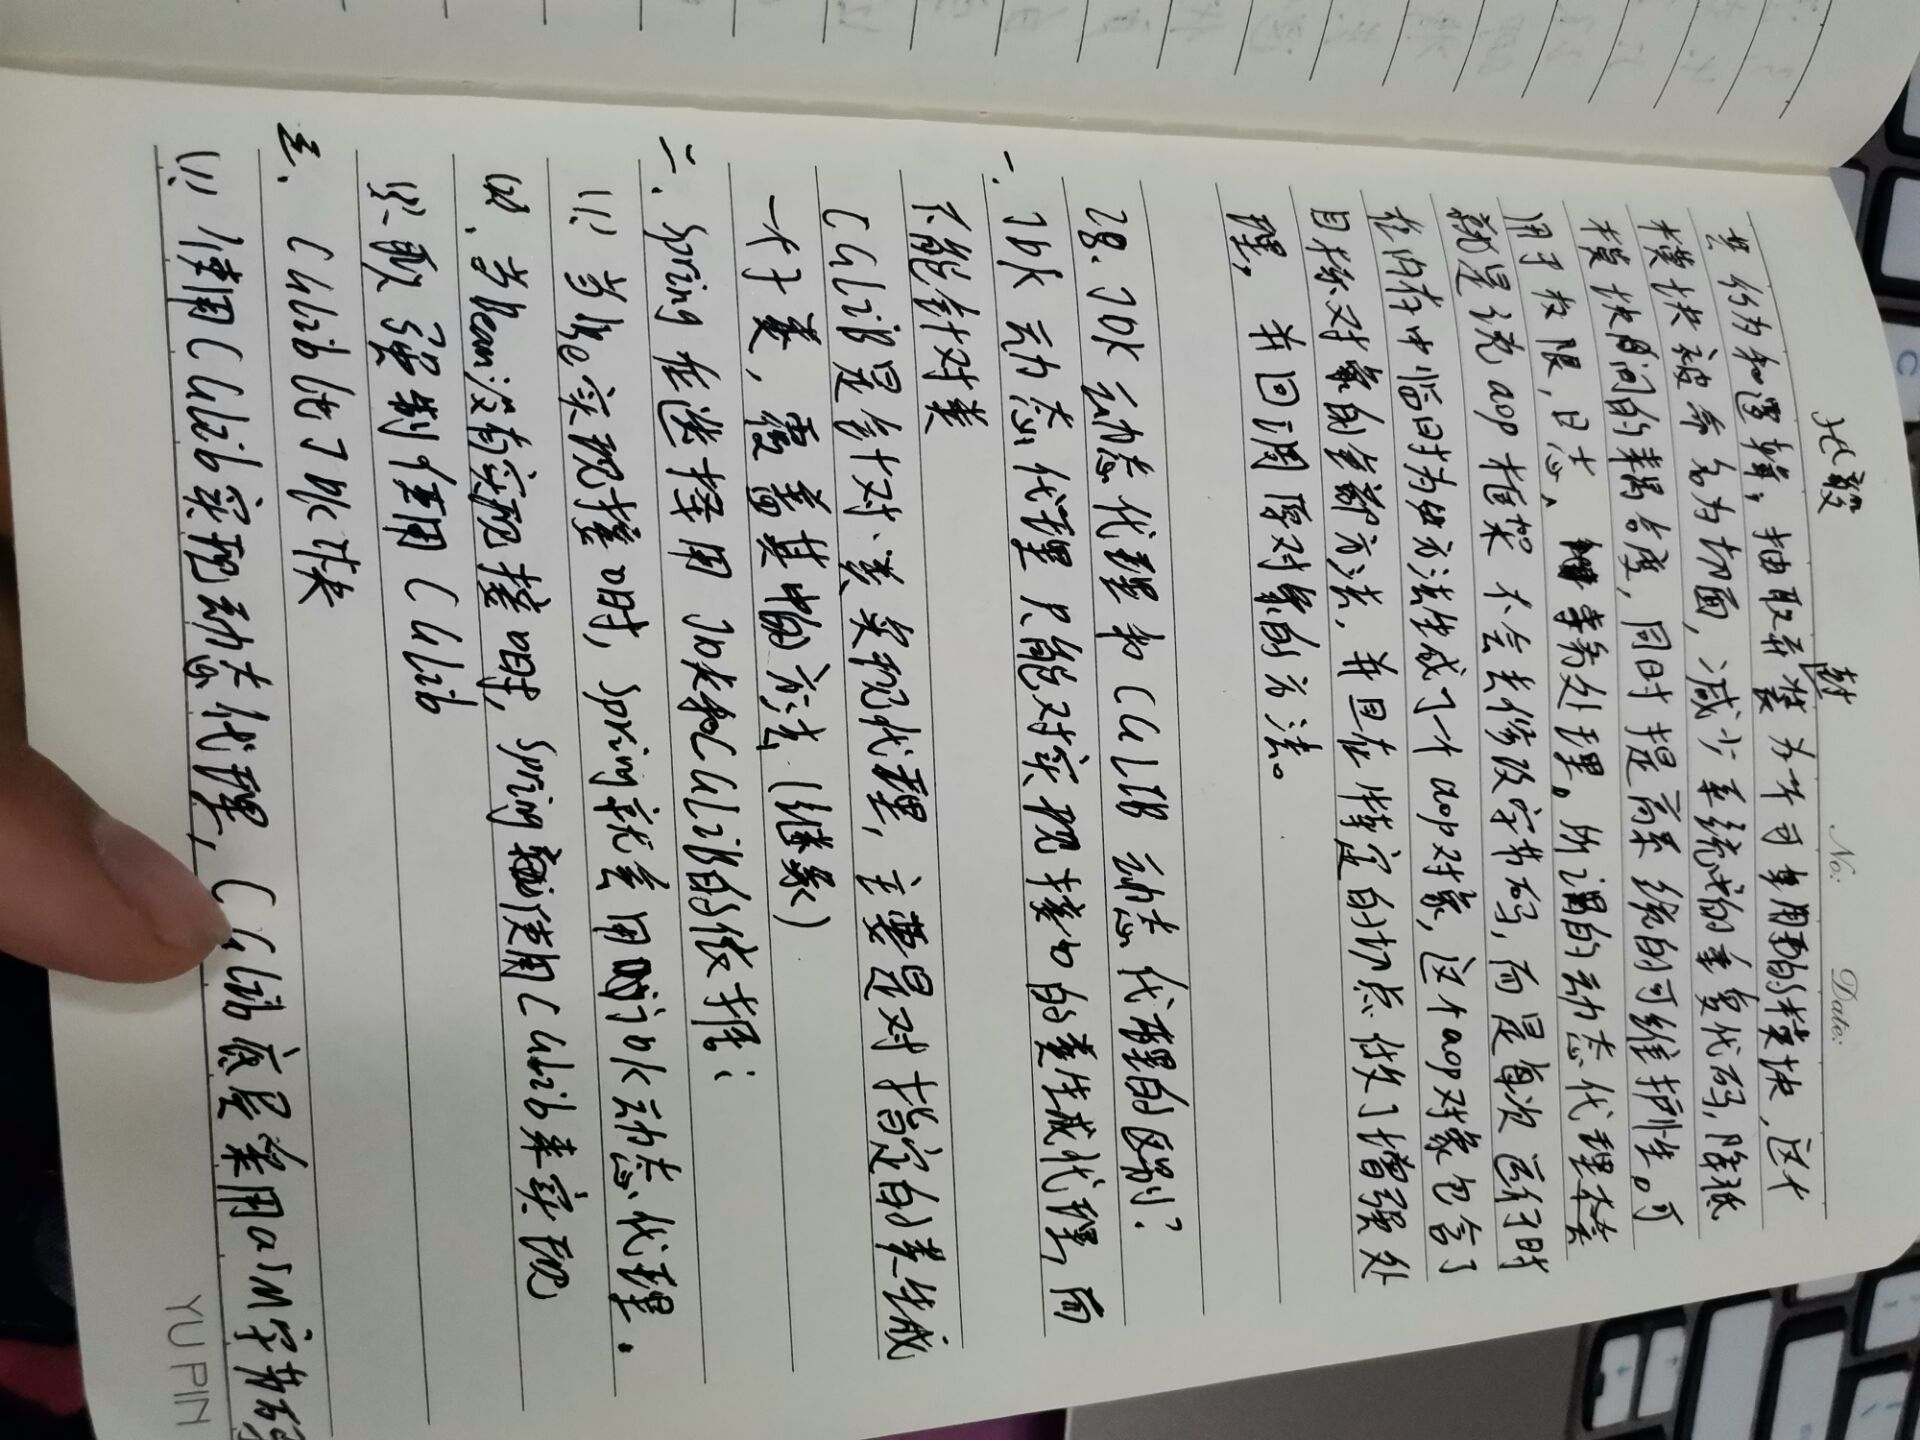 No:
Date:
共行为和逻辑,抽取并封装为一个可重用的模块,这个
模块被命名为切面,减少系统的重复代码,降低
模块间的耦合度,同时提高系统的可维护性。可
用于权限,日志、事务处理。所谓的动态代理
就是说aop框架不会去修改字节码,而是每次运行时
在内存中临时为方法生成了一个aop对象,这个aop对象包含了
目标对象的全部方法,并且在特定的切点做了增强处
理,并回调原对象的方法。
28.JDK动态代理和CGLIB动态代理的区别?
一.JDK动态代理只能对实现接口的类生成代理,而
不能针对类
CGLIB是针对类实现代理,主要是对指定的类生成
一个子类,覆盖其中的方法(继承)
二、Spring在选择用JDK和CGLiB的依据:
(1)当Bean实现接口时,Spring就会用JDK动态代理.
(2)、当Bean没有实现接口时,Spring使用CGLib来实现
(3)、可以强制使用CGLib
三、CGLib比JDK快
(1)使用CGLib实现动态代理,CGLib底层采用ASM字节码
YU PIN